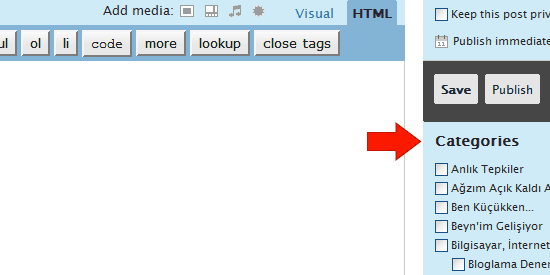 Add media: Visual HTML
ul ol li code more lookup close tags
Keep this post priv
Publish immediate
Save Publish
Categories
Anlık Tepkiler
Ağzım Açık Kaldı A
Ben Küçükken...
Beyn'im Gelişiyor
Bilgisayar, İnternet
Bloglama Dener